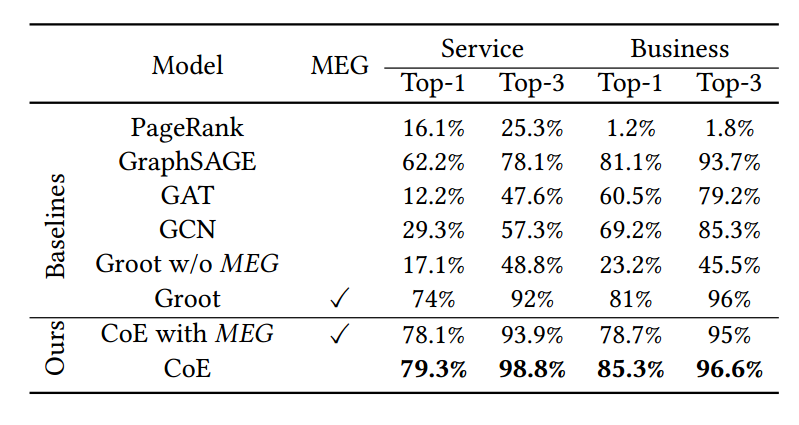 Model MEG Service Business
Top-1 Top-3 Top-1 Top-3
Baselines
PageRank 16.1% 25.3% 1.2% 1.8%
GraphSAGE 62.2% 78.1% 81.1% 93.7%
GAT 12.2% 47.6% 60.5% 79.2%
GCN 29.3% 57.3% 69.2% 85.3%
Groot w/o MEG 17.1% 48.8% 23.2% 45.5%
Groot ✓ 74% 92% 81% 96%
Ours
CoE with MEG ✓ 78.1% 93.9% 78.7% 95%
CoE 79.3% 98.8% 85.3% 96.6%